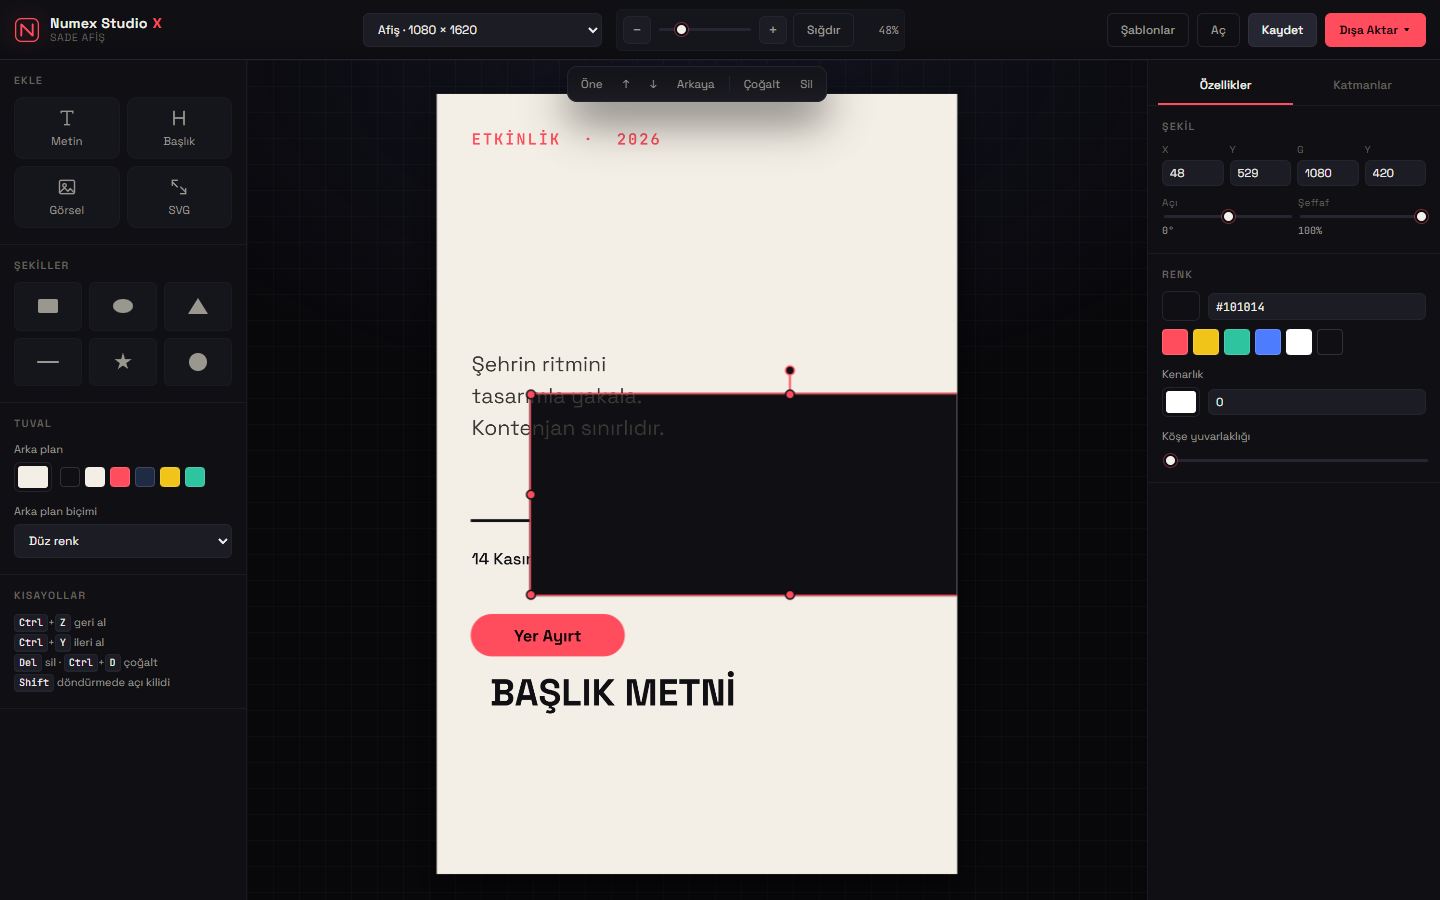 Numex Studio X
SADE AFİŞ
Afiş · 1080 × 1620
−
+
Sığdır
48%
Şablonlar
Aç
Kaydet
Dışa Aktar
EKLE
Metin
Başlık
Görsel
SVG
ŞEKİLLER
TUVAL
Arka plan
Arka plan biçimi
Düz renk
KISAYOLLAR
Ctrl + Z geri al
Ctrl + Y ileri al
Del sil · Ctrl + D çoğalt
Shift döndürmede açı kilidi
Öne ↑ ↓ Arkaya Çoğalt Sil
ETKİNLİK · 2026
Şehrin ritmini
tasarımla yakala.
Kontenjan sınırlıdır.
14 Kasır
Yer Ayırt
BAŞLIK METNİ
Özellikler
Katmanlar
ŞEKİL
X Y G Y
48 529 1080 420
Açı Şeffaf
0° 100%
RENK
#101014
Kenarlık
0
Köşe yuvarlaklığı